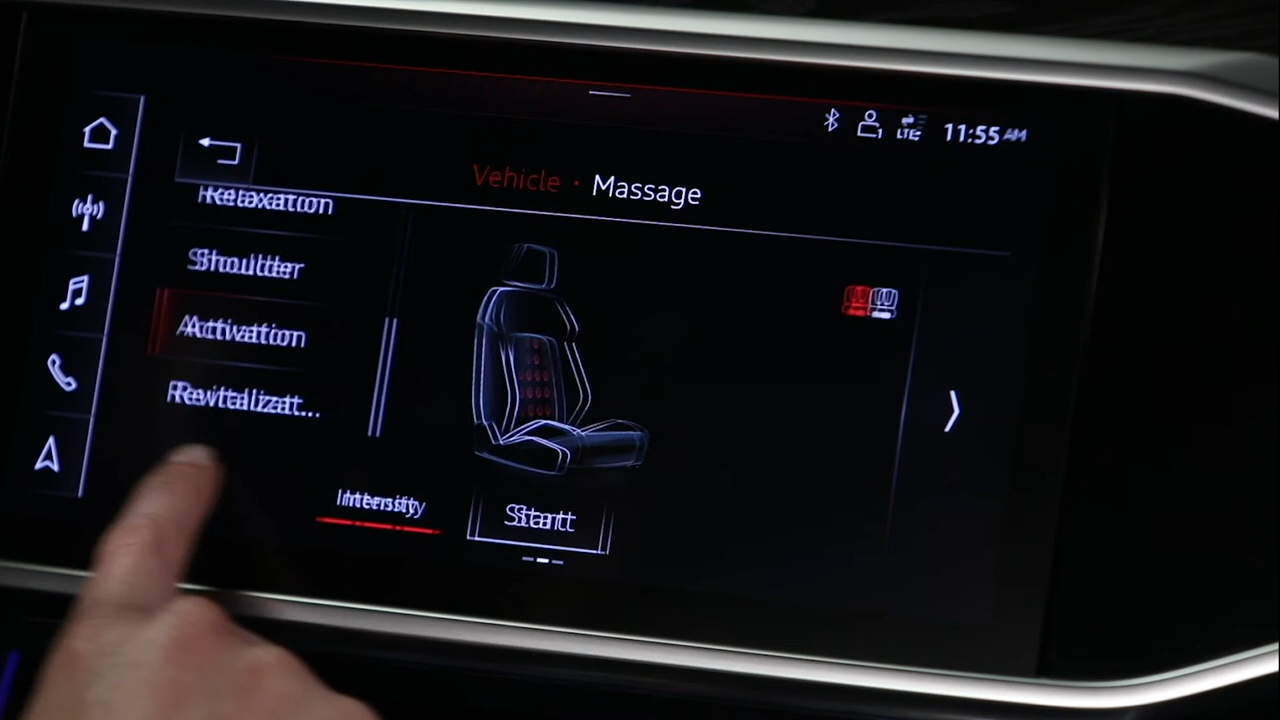 LTE 11:55 AM
Vehicle · Massage
Relaxation
Shoulder
Activation
Revitalizat...
Intensity
Start